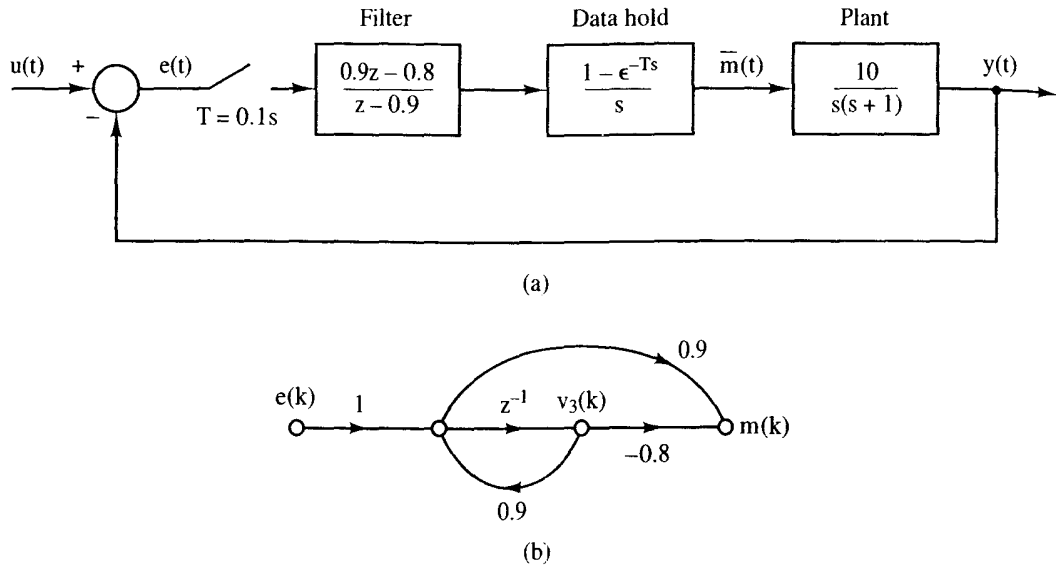 Filter
Data hold
Plant
u(t)
+
−
e(t)
T = 0.1s
0.9z − 0.8
z − 0.9
1 − ϵ^{−Ts}
s
m̅(t)
10
s(s + 1)
y(t)
(a)
0.9
e(k)
1
z^{−1}
v₃(k)
−0.8
m(k)
0.9
(b)